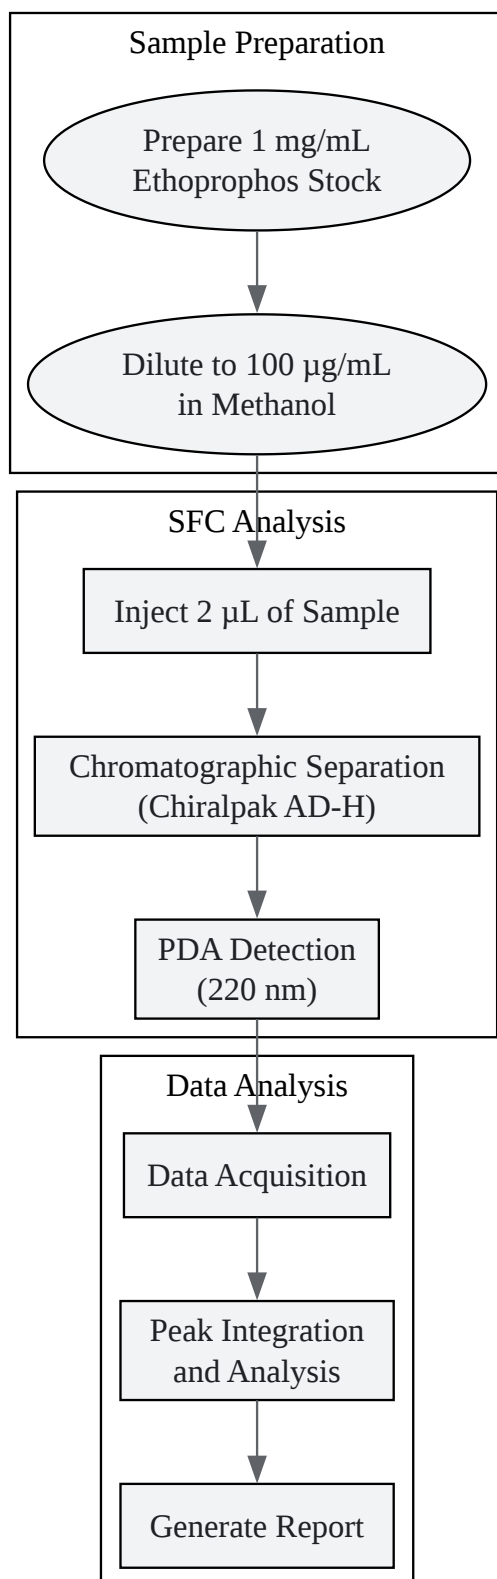 Sample Preparation
Prepare 1 mg/mL
Ethoprophos Stock
Dilute to 100 µg/mL
in Methanol
SFC Analysis
Inject 2 µL of Sample
Chromatographic Separation
(Chiralpak AD-H)
PDA Detection
(220 nm)
Data Analysis
Data Acquisition
Peak Integration
and Analysis
Generate Report